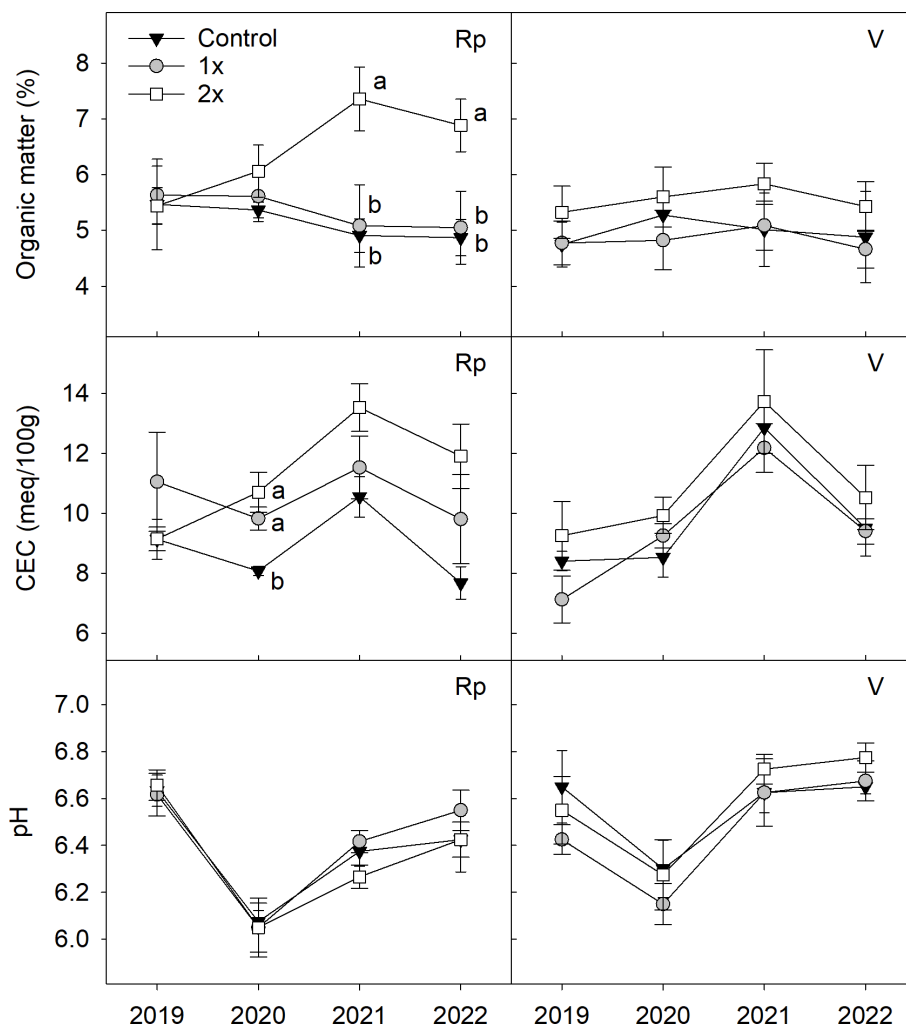 Control
1x
2x
Rp
V
Organic matter (%)
8
7
6
5
4
a
a
b
b
b
b
Rp
V
CEC (meq/100g)
14
12
10
8
6
a
a
b
Rp
V
pH
7.0
6.8
6.6
6.4
6.2
6.0
2019 2020 2021 2022 2019 2020 2021 2022